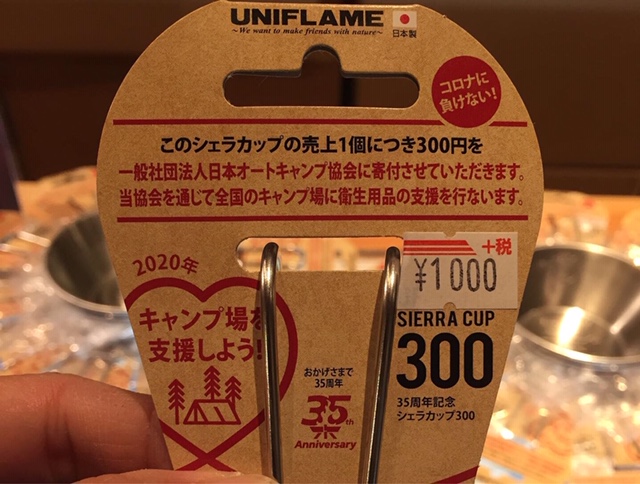 UNIFLAME
~We want to make friends with nature~
日本製
コロナに
負けない!
このシェラカップの売上1個につき300円を
一般社団法人日本オートキャンプ協会に寄付させていただきます。
当協会を通じて全国のキャンプ場に衛生用品の支援を行ないます。
2020年
キャンプ場を
支援しよう!
おかげさまで
35周年
35th
Anniversary
+税
¥1000
SIERRA CUP
300
35周年記念
シェラカップ300